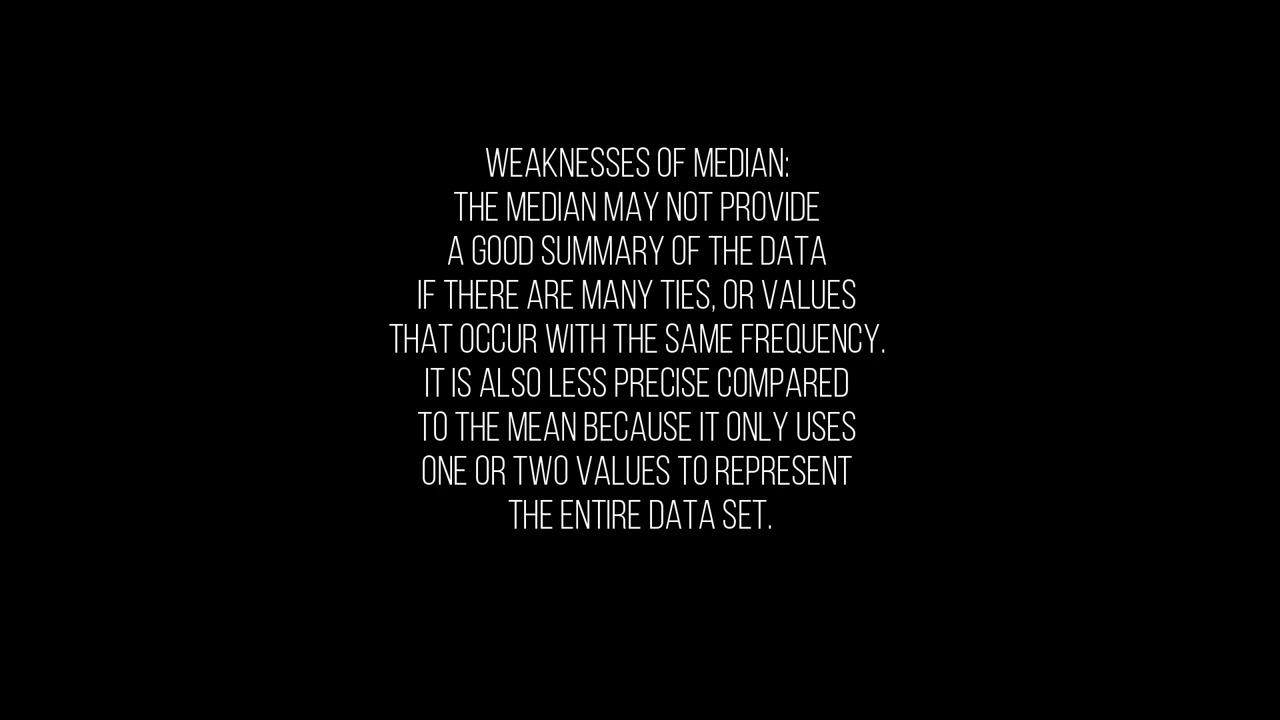 WEAKNESSES OF MEDIAN:
THE MEDIAN MAY NOT PROVIDE
A GOOD SUMMARY OF THE DATA
IF THERE ARE MANY TIES, OR VALUES
THAT OCCUR WITH THE SAME FREQUENCY.
IT IS ALSO LESS PRECISE COMPARED
TO THE MEAN BECAUSE IT ONLY USES
ONE OR TWO VALUES TO REPRESENT
THE ENTIRE DATA SET.